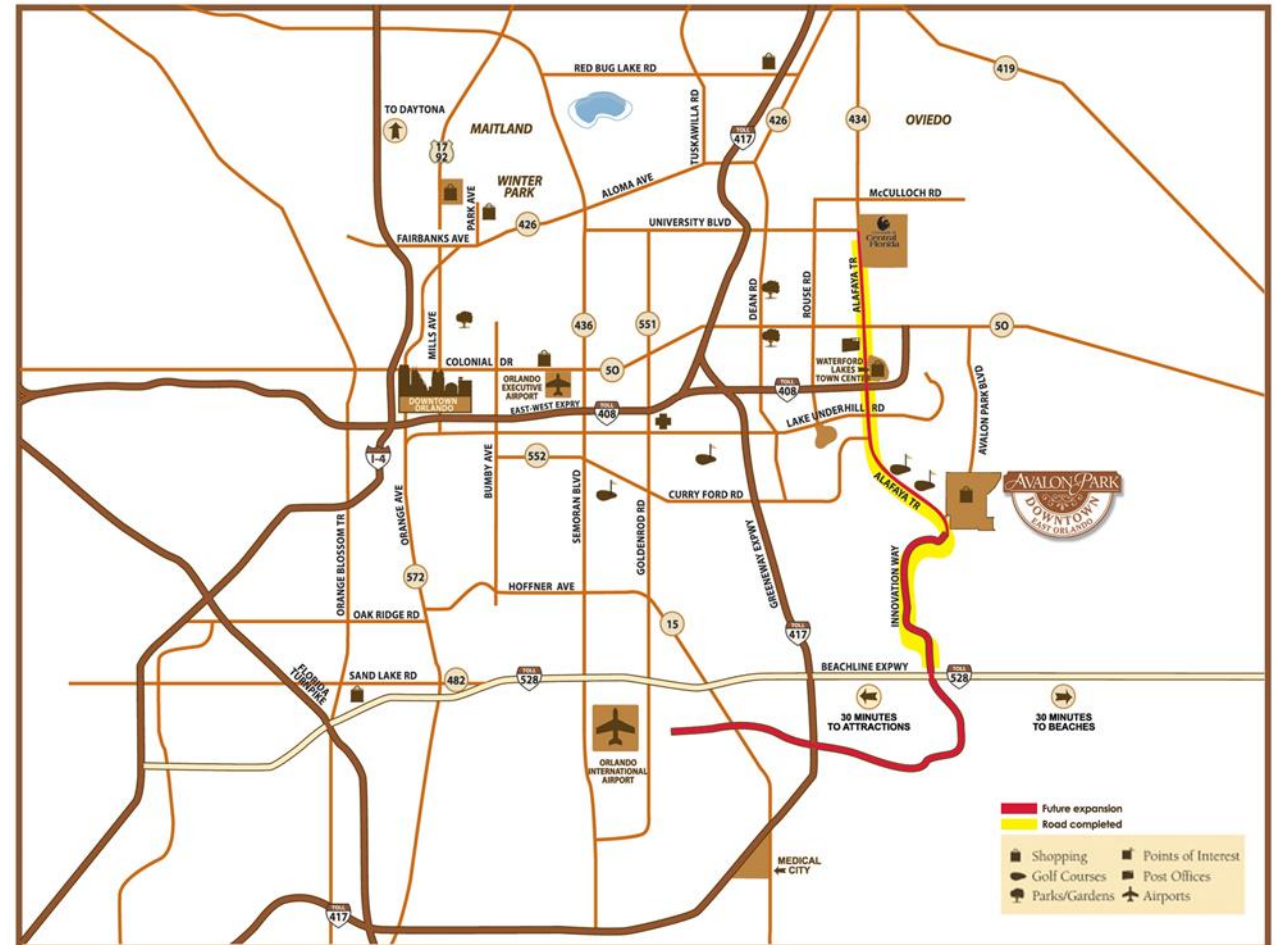 RED BUG LAKE RD
419
TO DAYTONA
MAITLAND
17
92
TUSKAWILLA RD
TOLL
417
426
434
OVIEDO
WINTER
PARK
PARK AVE
ALOMA AVE
426
McCULLOCH RD
UNIVERSITY BLVD
FAIRBANKS AVE
Central
Florida
ALAFAYA TR
DEAN RD
ROUSE RD
MILLS AVE
436
551
50
COLONIAL DR
50
WATERFORD
LAKES
TOWN CENTER
ORLANDO
EXECUTIVE
AIRPORT
DOWNTOWN
ORLANDO
EAST-WEST EXPRY
TOLL
408
TOLL
408
LAKE UNDERHILL RD
AVALON PARK BLVD
I-4
552
BUMBY AVE
CURRY FORD RD
ALAFAYA TR
AVALON PARK
DOWNTOWN
EAST ORLANDO
ORANGE BLOSSOM TR
ORANGE AVE
SEMORAN BLVD
GOLDENROD RD
GREENEWAY EXPWY
INNOVATION WAY
572
HOFFNER AVE
OAK RIDGE RD
15
TOLL
417
FLORIDA
TURNPIKE
SAND LAKE RD
482
TOLL
528
BEACHLINE EXPWY
TOLL
528
30 MINUTES
TO ATTRACTIONS
30 MINUTES
TO BEACHES
ORLANDO
INTERNATIONAL
AIRPORT
MEDICAL
CITY
TOLL
417
Future expansion
Road completed
Shopping
Points of Interest
Golf Courses
Post Offices
Parks/Gardens
Airports